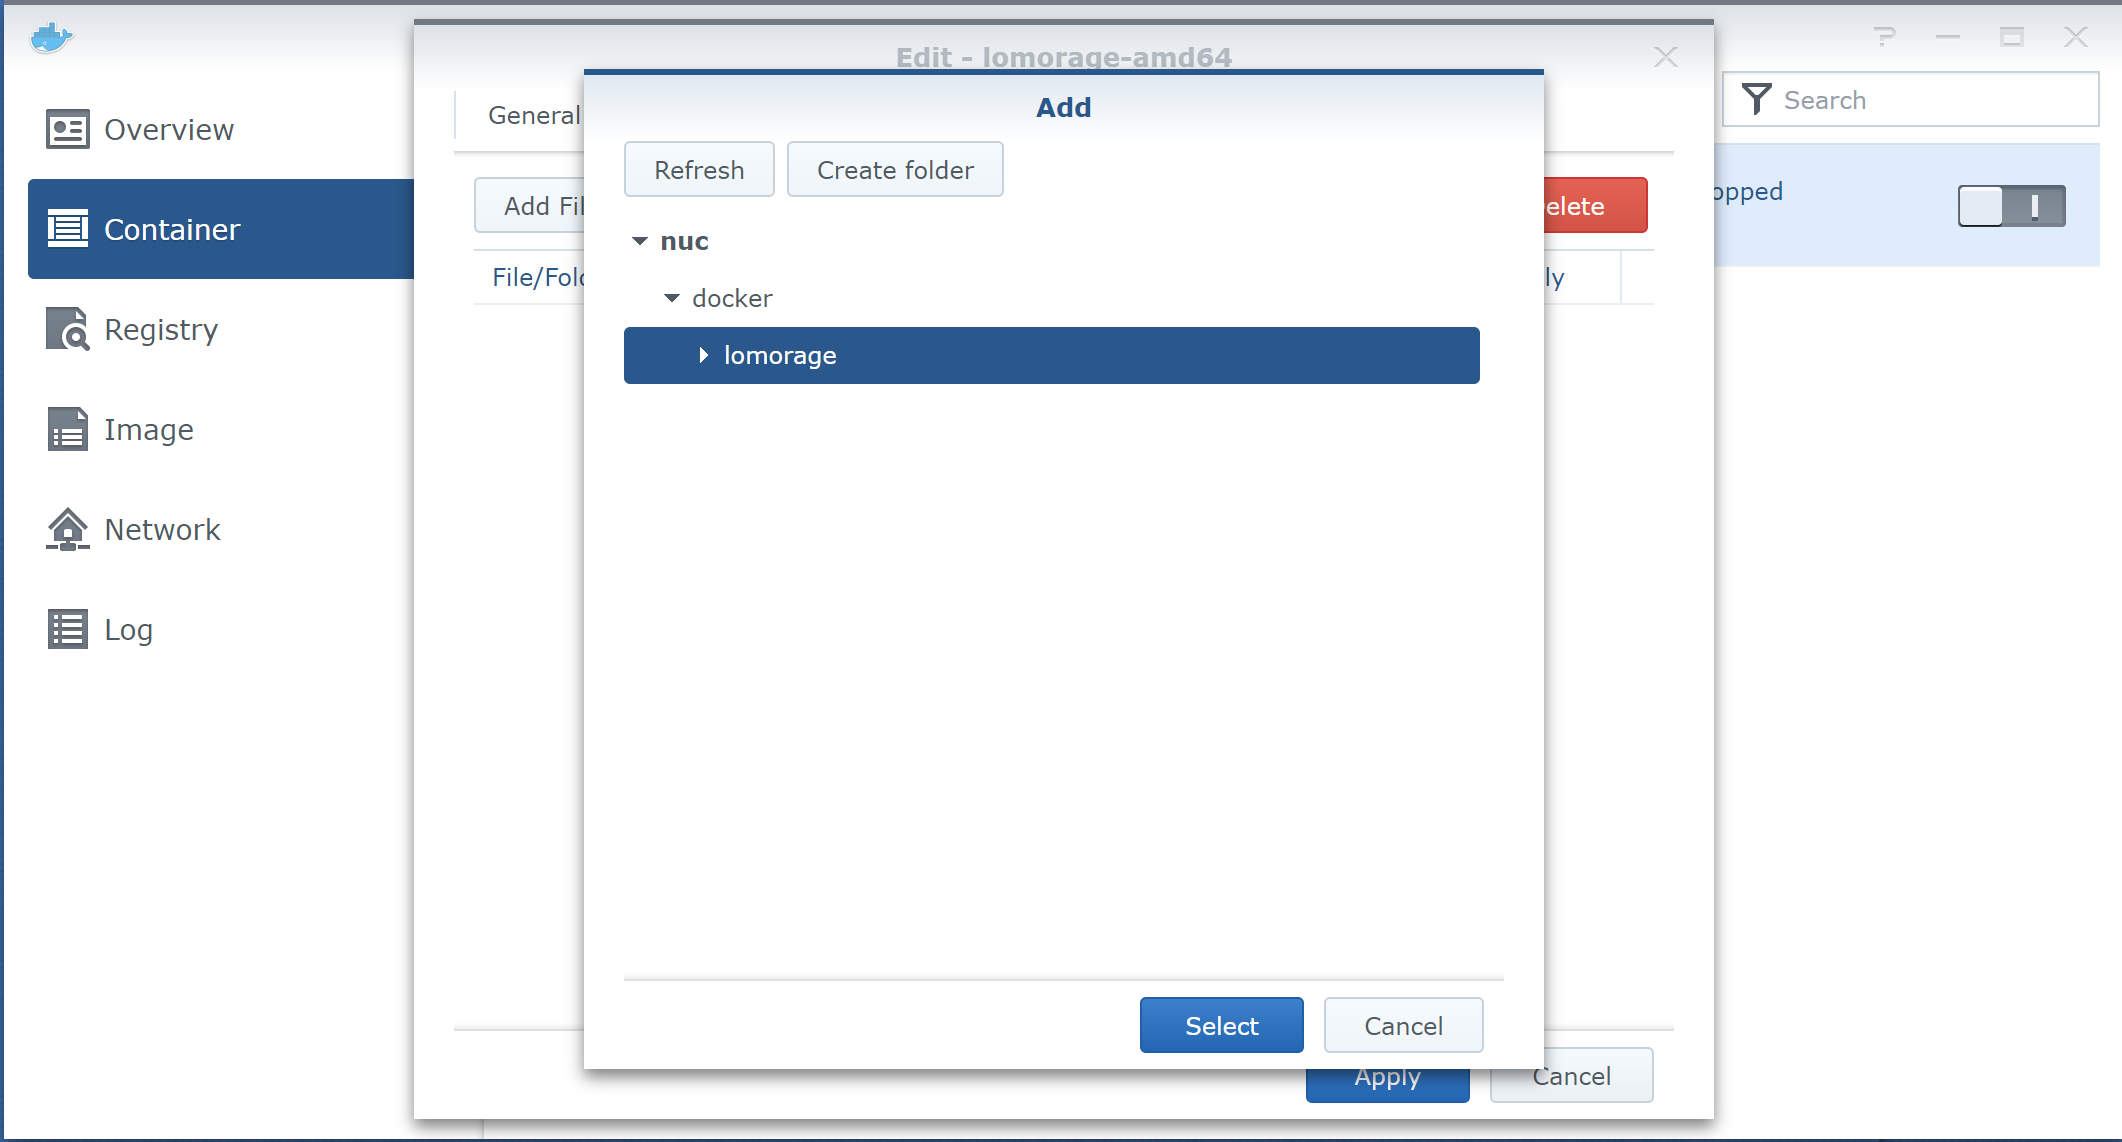 Edit - lomorage-amd64
Search
Overview
Container
Registry
Image
Network
Log
General
Add
Refresh
Create folder
Add Fil
elete
opped
nuc
File/Fold
ly
docker
lomorage
Select
Cancel
Apply
Cancel